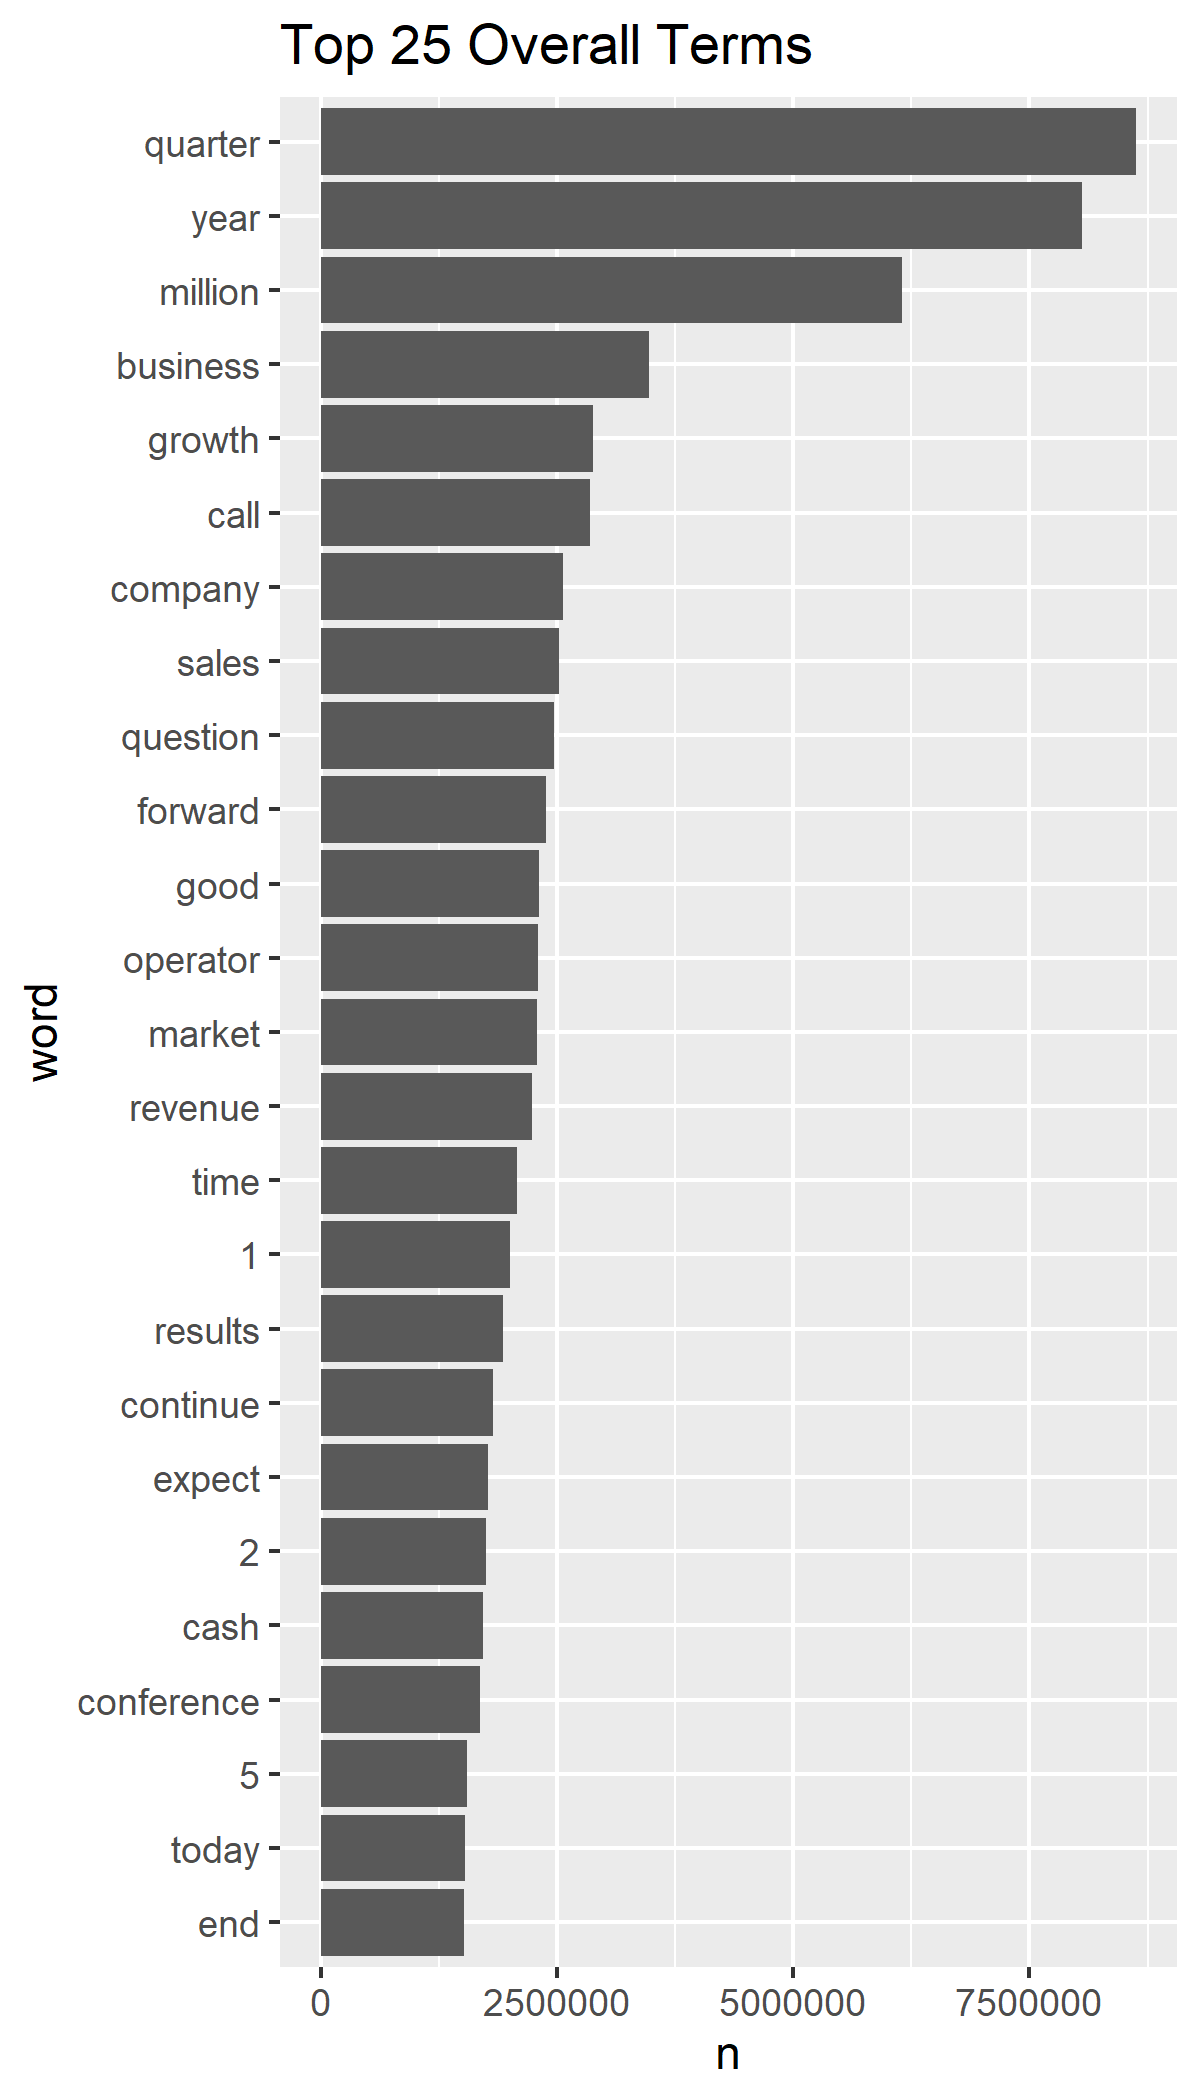 Top 25 Overall Terms
quarter
year
million
business
growth
call
company
sales
question
forward
good
operator
market
revenue
time
1
results
continue
expect
2
cash
conference
5
today
end
word
0 2500000 5000000 7500000
n